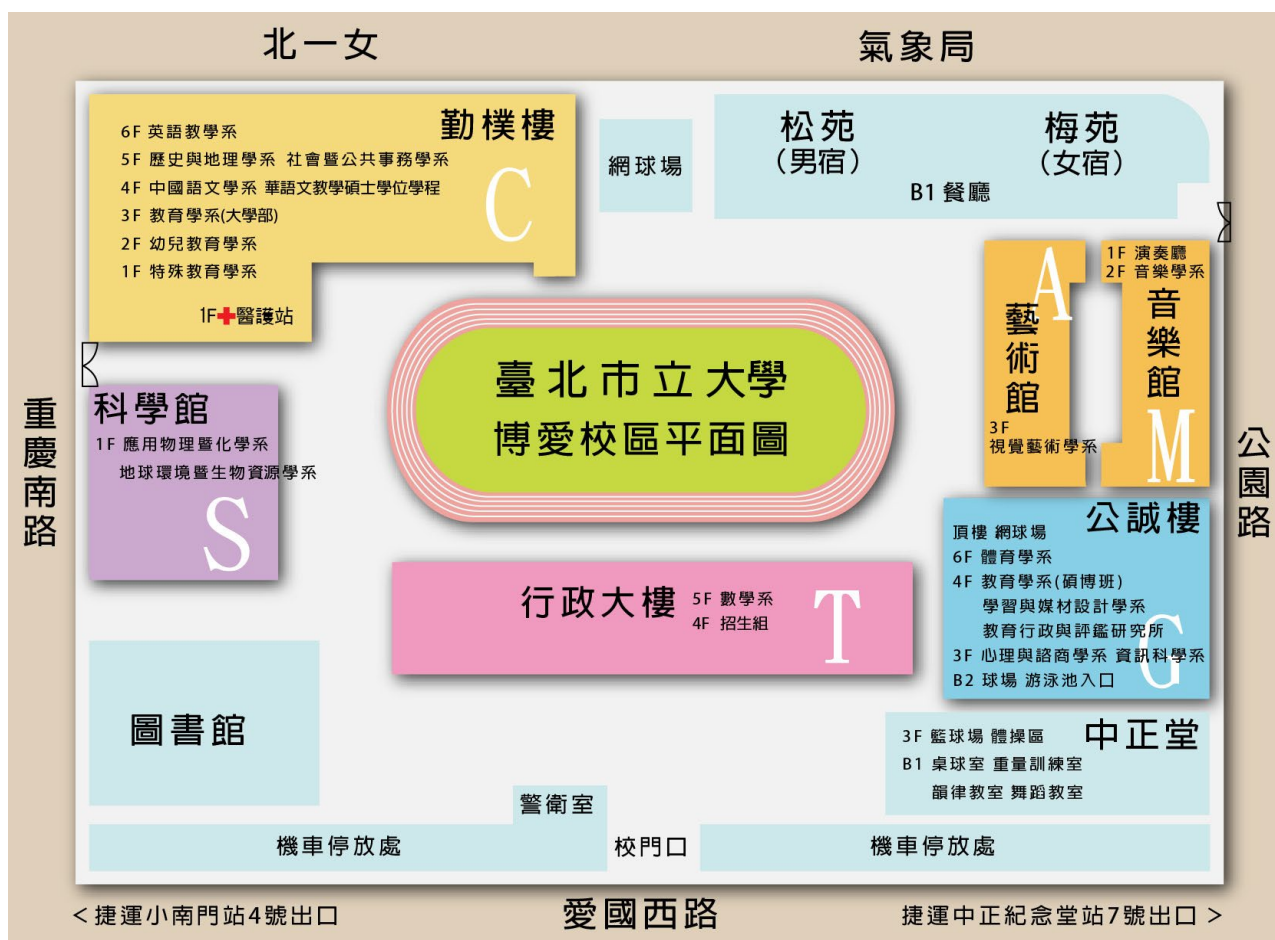 北一女
氣象局
勤樸樓
6F 英語教學系
5F 歷史與地理學系 社會暨公共事務學系
4F 中國語文學系 華語文教學碩士學位學程
3F 教育學系(大學部)
2F 幼兒教育學系
1F 特殊教育學系
1F 醫護站
C
網球場
松苑
(男宿)
梅苑
(女宿)
B1 餐廳
A
藝術館
3F
視覺藝術學系
1F 演奏廳
2F 音樂學系
音樂館
M
臺北市立大學
博愛校區平面圖
重慶南路
科學館
1F 應用物理暨化學系
地球環境暨生物資源學系
S
公園路
公誠樓
頂樓 網球場
6F 體育學系
4F 教育學系(碩博班)
學習與媒材設計學系
教育行政與評鑑研究所
3F 心理與諮商學系 資訊科學系
B2 球場 游泳池入口
G
行政大樓
5F 數學系
4F 招生組
T
圖書館
中正堂
3F 籃球場 體操區
B1 桌球室 重量訓練室
韻律教室 舞蹈教室
警衛室
機車停放處
校門口
機車停放處
<捷運小南門站4號出口
愛國西路
捷運中正紀念堂站7號出口 >